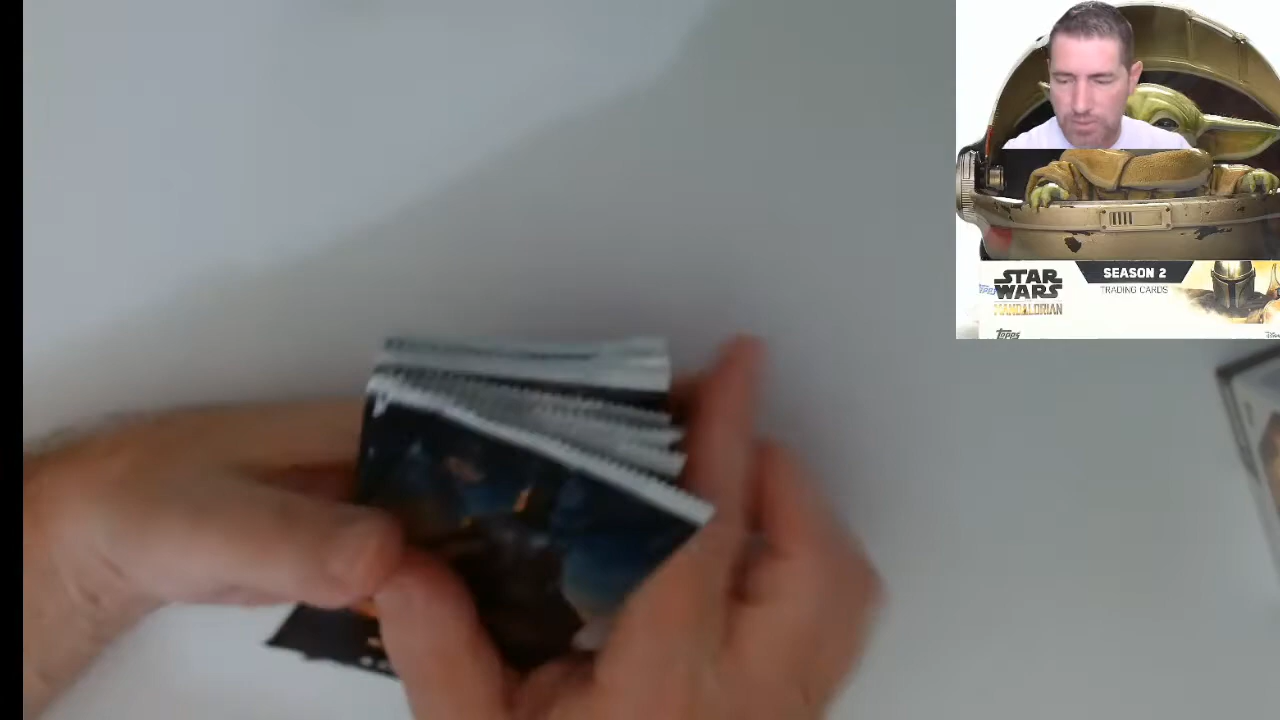 STAR
WARS
MANDALORIAN
SEASON 2
TRADING CARDS
Topps